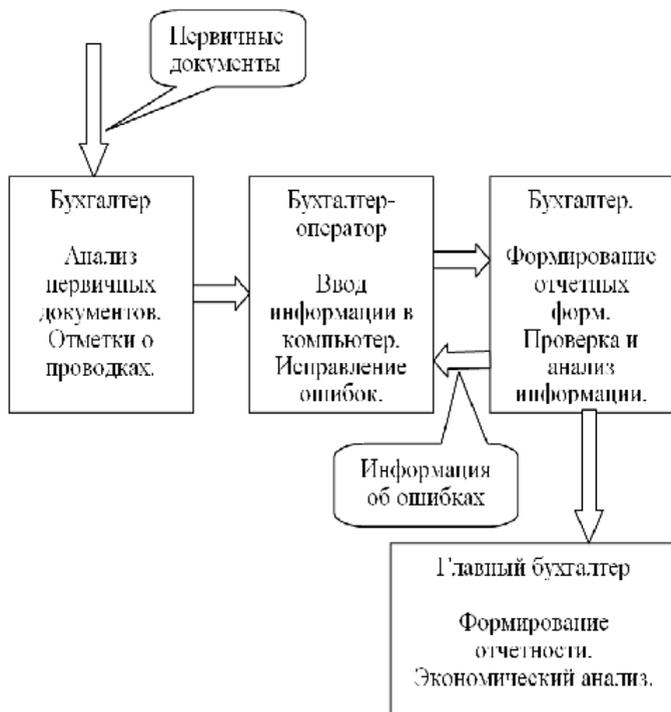 Первичные
документы
Бухгалтер
Анализ
первичных
документов.
Отметки о
проводках.
Бухгалтер-
оператор
Ввод
информации в
компьютер.
Исправление
ошибок.
Бухгалтер.
Формирование
отчетных
форм.
Проверка и
анализ
информации.
Информация
об ошибках
Главный бухгалтер
Формирование
отчетности.
Экономический анализ.